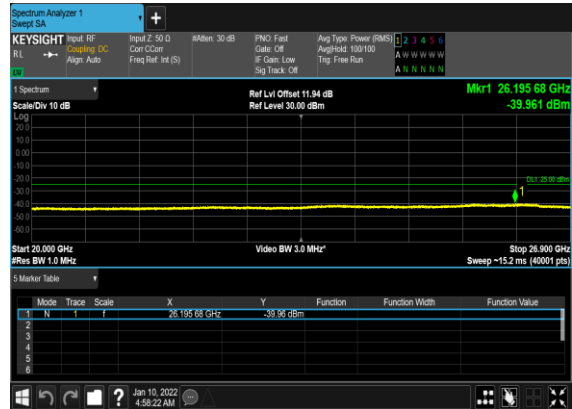 Spectrum Analyzer 1
Swept SA
KEYSIGHT Input: RF Input Z: 50 Ω #Atten: 30 dB PNO: Fast Avg Type: Power (RMS) 1 2 3 4 5 6
RL Coupling: DC Corr CCorr Gate: Off Avg|Hold: 100/100 A W W W W W
Align: Auto Freq Ref: Int (S) IF Gain: Low Trig: Free Run
Sig Track: Off A N N N N N
1 Spectrum Ref Lvl Offset 11.94 dB Mkr1 26.195 68 GHz
Scale/Div 10 dB Ref Level 30.00 dBm -39.961 dBm
Log
20.0
10.0
0.00
-10.0
-20.0
DL1 -25.00 dBm
-30.0
1
-40.0
-50.0
-60.0
Start 20.000 GHz Video BW 3.0 MHz* Stop 26.900 GHz
#Res BW 1.0 MHz Sweep ~15.2 ms (40001 pts)
5 Marker Table
Mode Trace Scale X Y Function Function Width Function Value
1 N 1 f 26.195 68 GHz -39.96 dBm
2
3
4
5
6
? Jan 10, 2022
4:58:22 AM